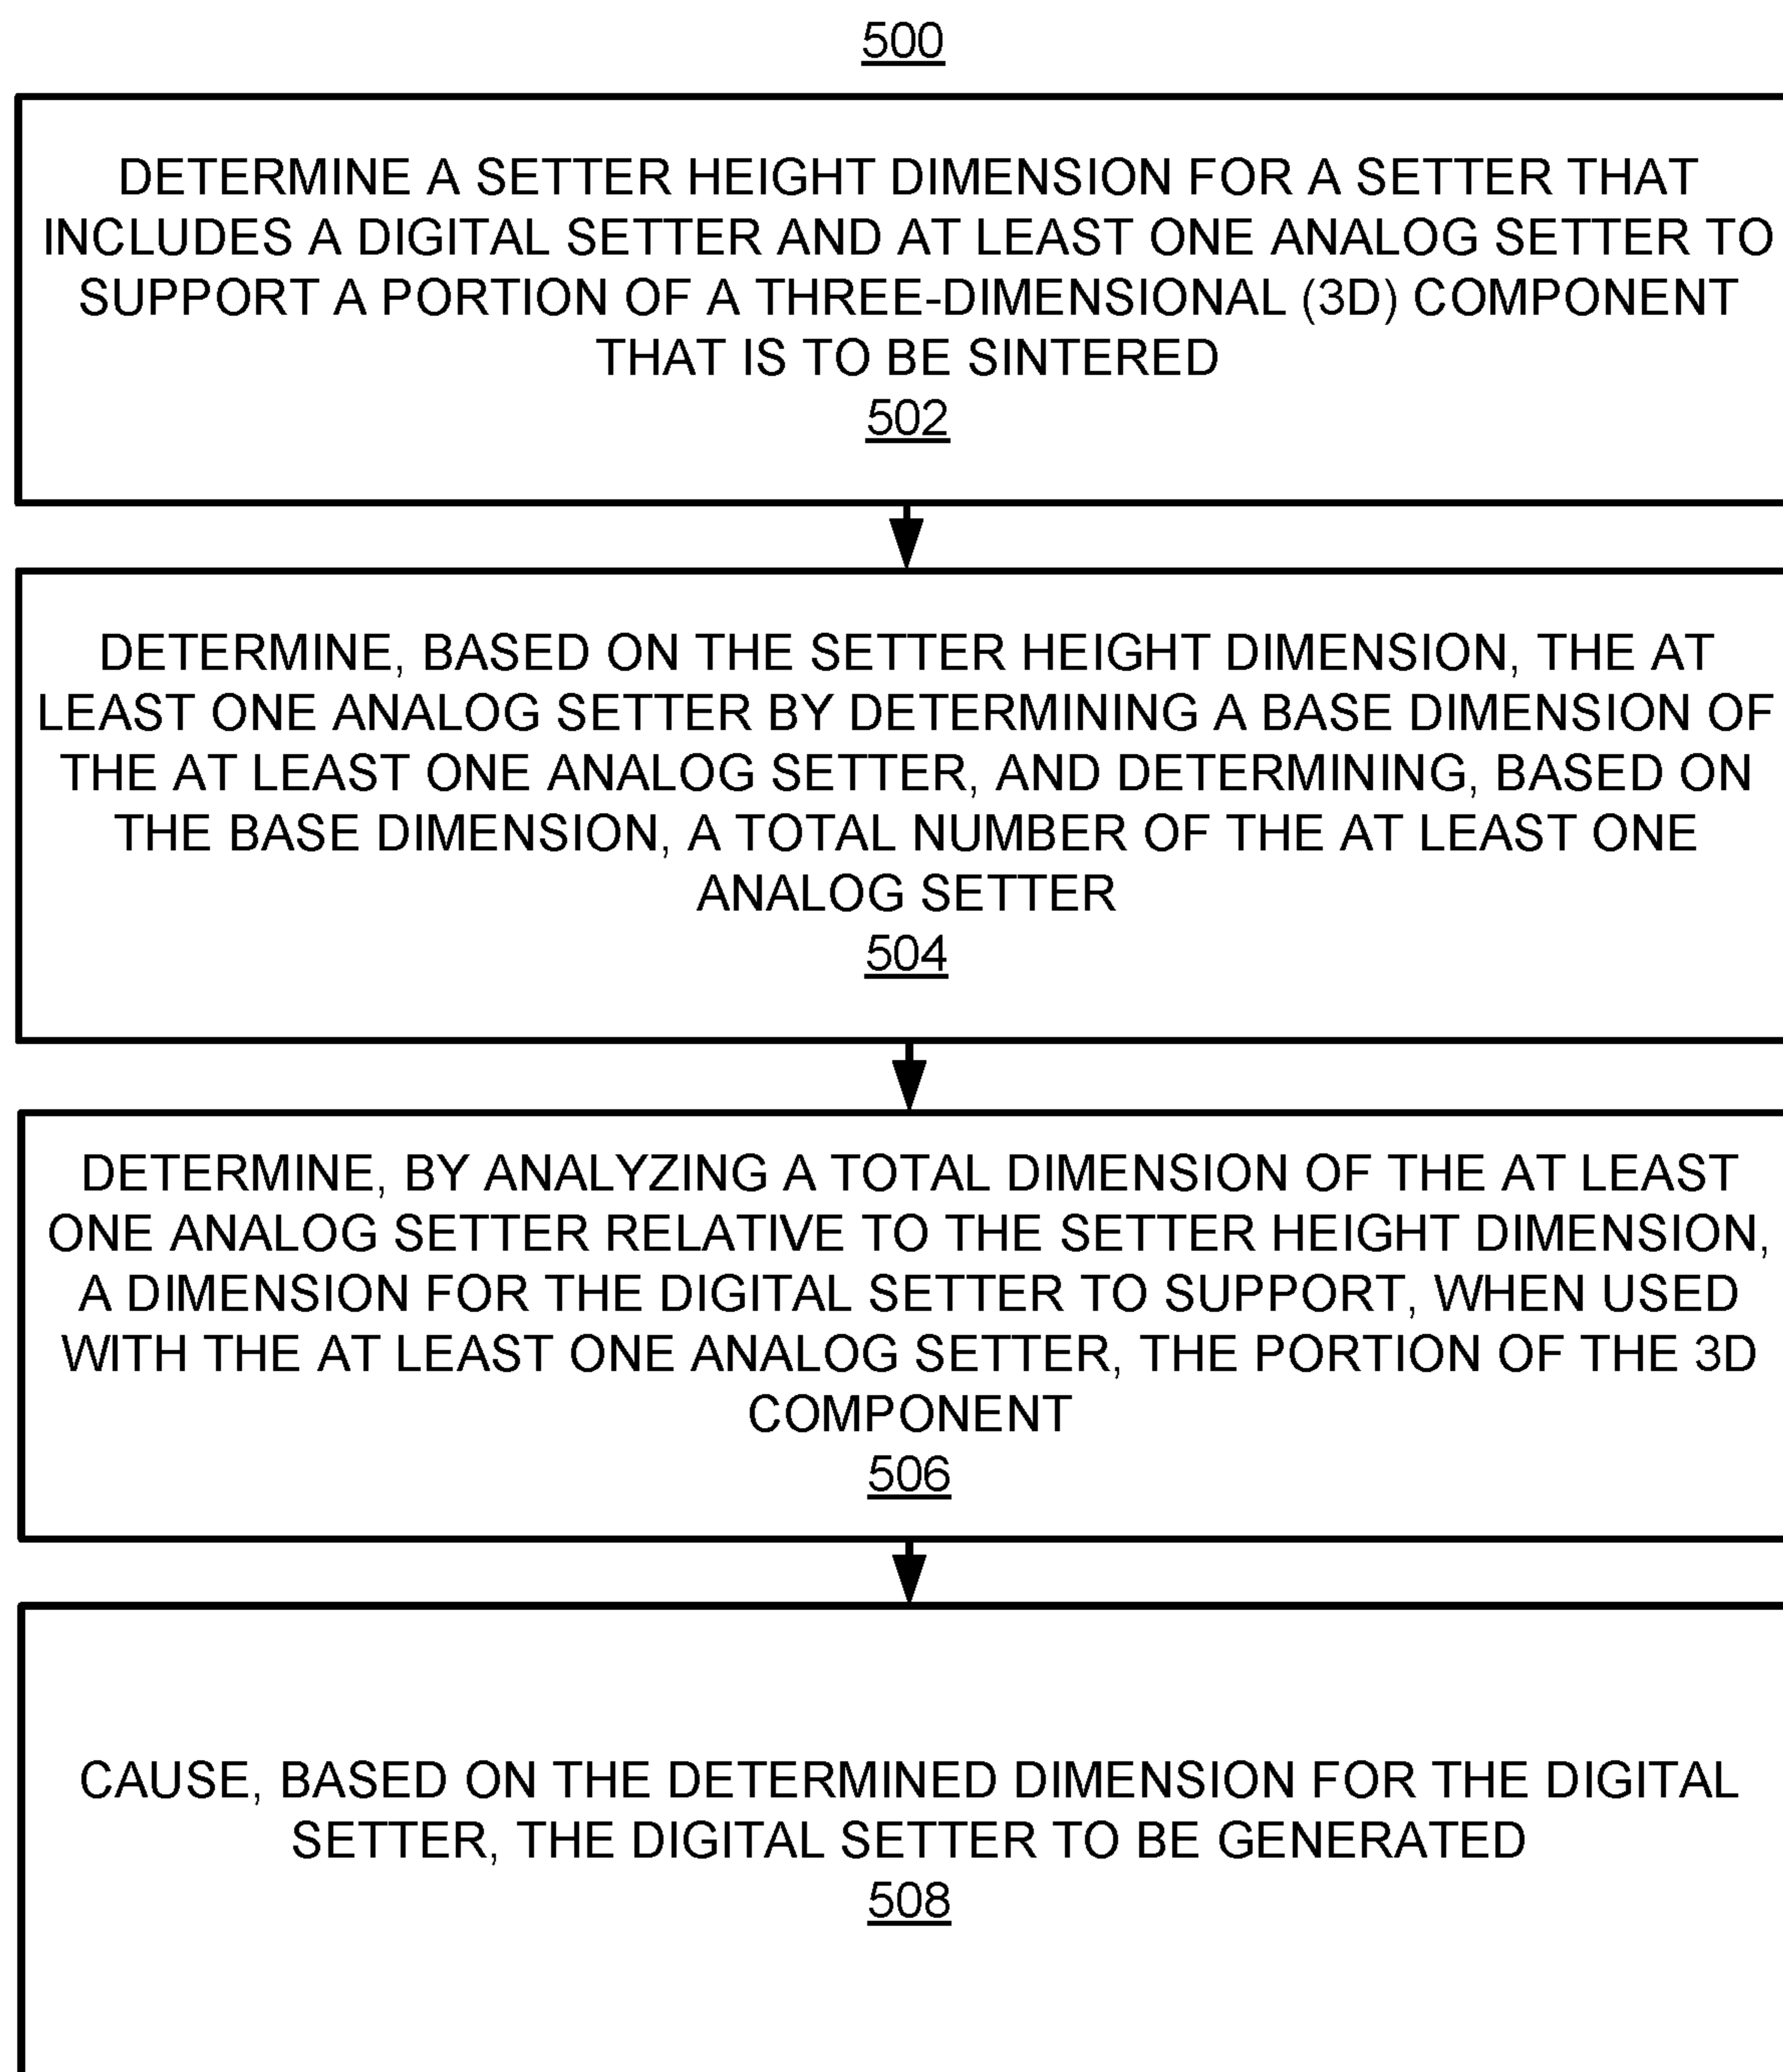 500
DETERMINE A SETTER HEIGHT DIMENSION FOR A SETTER THAT
INCLUDES A DIGITAL SETTER AND AT LEAST ONE ANALOG SETTER TO
SUPPORT A PORTION OF A THREE-DIMENSIONAL (3D) COMPONENT
THAT IS TO BE SINTERED
502
DETERMINE, BASED ON THE SETTER HEIGHT DIMENSION, THE AT
LEAST ONE ANALOG SETTER BY DETERMINING A BASE DIMENSION OF
THE AT LEAST ONE ANALOG SETTER, AND DETERMINING, BASED ON
THE BASE DIMENSION, A TOTAL NUMBER OF THE AT LEAST ONE
ANALOG SETTER
504
DETERMINE, BY ANALYZING A TOTAL DIMENSION OF THE AT LEAST
ONE ANALOG SETTER RELATIVE TO THE SETTER HEIGHT DIMENSION,
A DIMENSION FOR THE DIGITAL SETTER TO SUPPORT, WHEN USED
WITH THE AT LEAST ONE ANALOG SETTER, THE PORTION OF THE 3D
COMPONENT
506
CAUSE, BASED ON THE DETERMINED DIMENSION FOR THE DIGITAL
SETTER, THE DIGITAL SETTER TO BE GENERATED
508